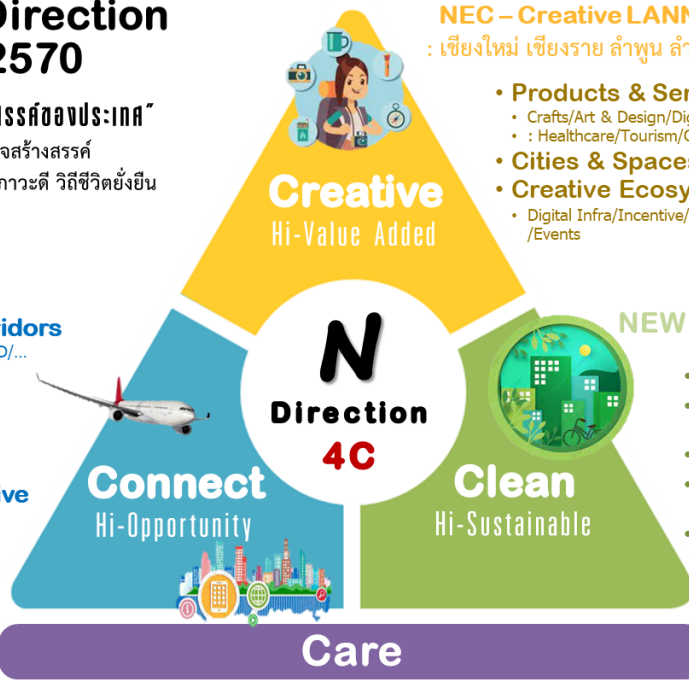 Direction
2570
NEC – Creative LANN
: เชียงใหม่ เชียงราย ลำพูน ลำ
สรรค์ของประเทศ"
จสร้างสรรค์
ภาวะดี วิถีชีวิตยั่งยืน
• Products & Ser
• Crafts/Art & Design/Dig
• : Healthcare/Tourism/
• Cities & Spaces
• Creative Ecosy
• Digital Infra/Incentive/
/Events
Creative
Hi-Value Added
ridors
/...
NEW
N
Direction
4C
ive
Connect
Hi-Opportunity
Clean
Hi-Sustainable
Care